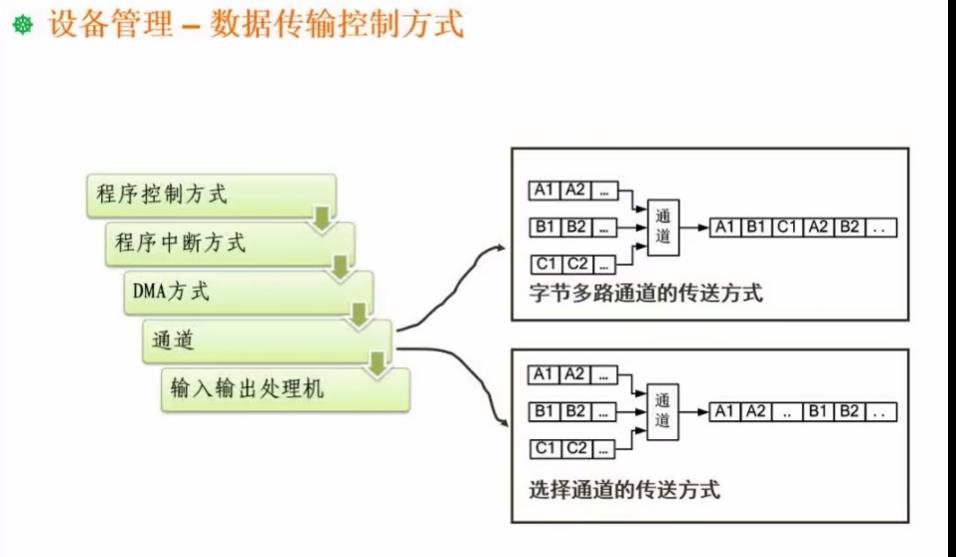 设备管理 – 数据传输控制方式
程序控制方式
程序中断方式
DMA方式
通道
输入输出处理机
A1 A2 ...
B1 B2 ...
C1 C2 ...
通道
A1 B1 C1 A2 B2 ..
字节多路通道的传送方式
A1 A2 ...
B1 B2 ...
C1 C2 ...
通道
A1 A2 .. B1 B2 ..
选择通道的传送方式